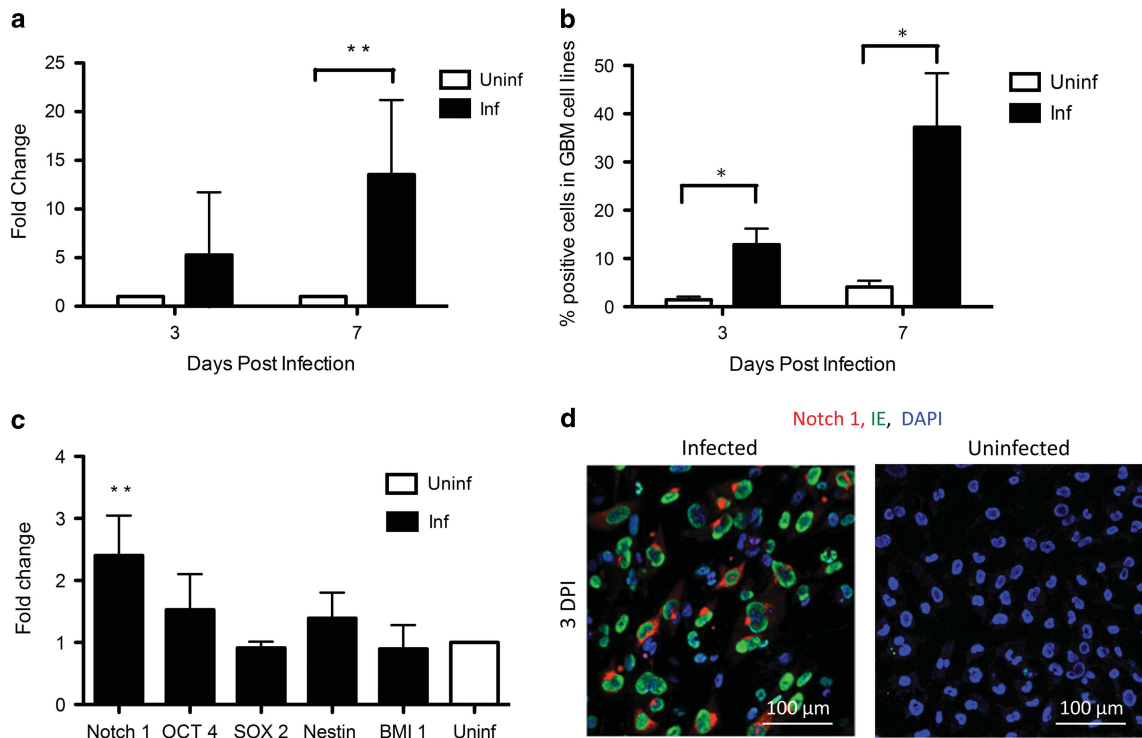 a
* *
25
20
15
10
5
0
Fold Change
Uninf
Inf
3
7
Days Post Infection
b
*
*
50
40
30
20
10
0
% positive cells in GBM cell lines
Uninf
Inf
3
7
Days Post Infection
c
4
3
2
1
0
Fold change
* *
Uninf
Inf
Notch 1 OCT 4 SOX 2 Nestin BMI 1 Uninf
d
Notch 1, IE, DAPI
Infected
Uninfected
3 DPI
100 µm
100 µm